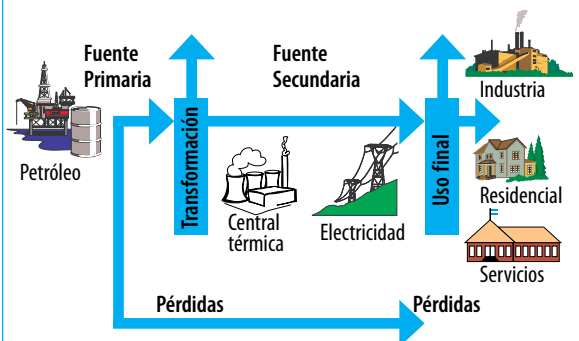 Fuente
Primaria
Fuente
Secundaria
Petróleo
Transformación
Central
térmica
Electricidad
Uso final
Industria
Residencial
Servicios
Pérdidas
Pérdidas